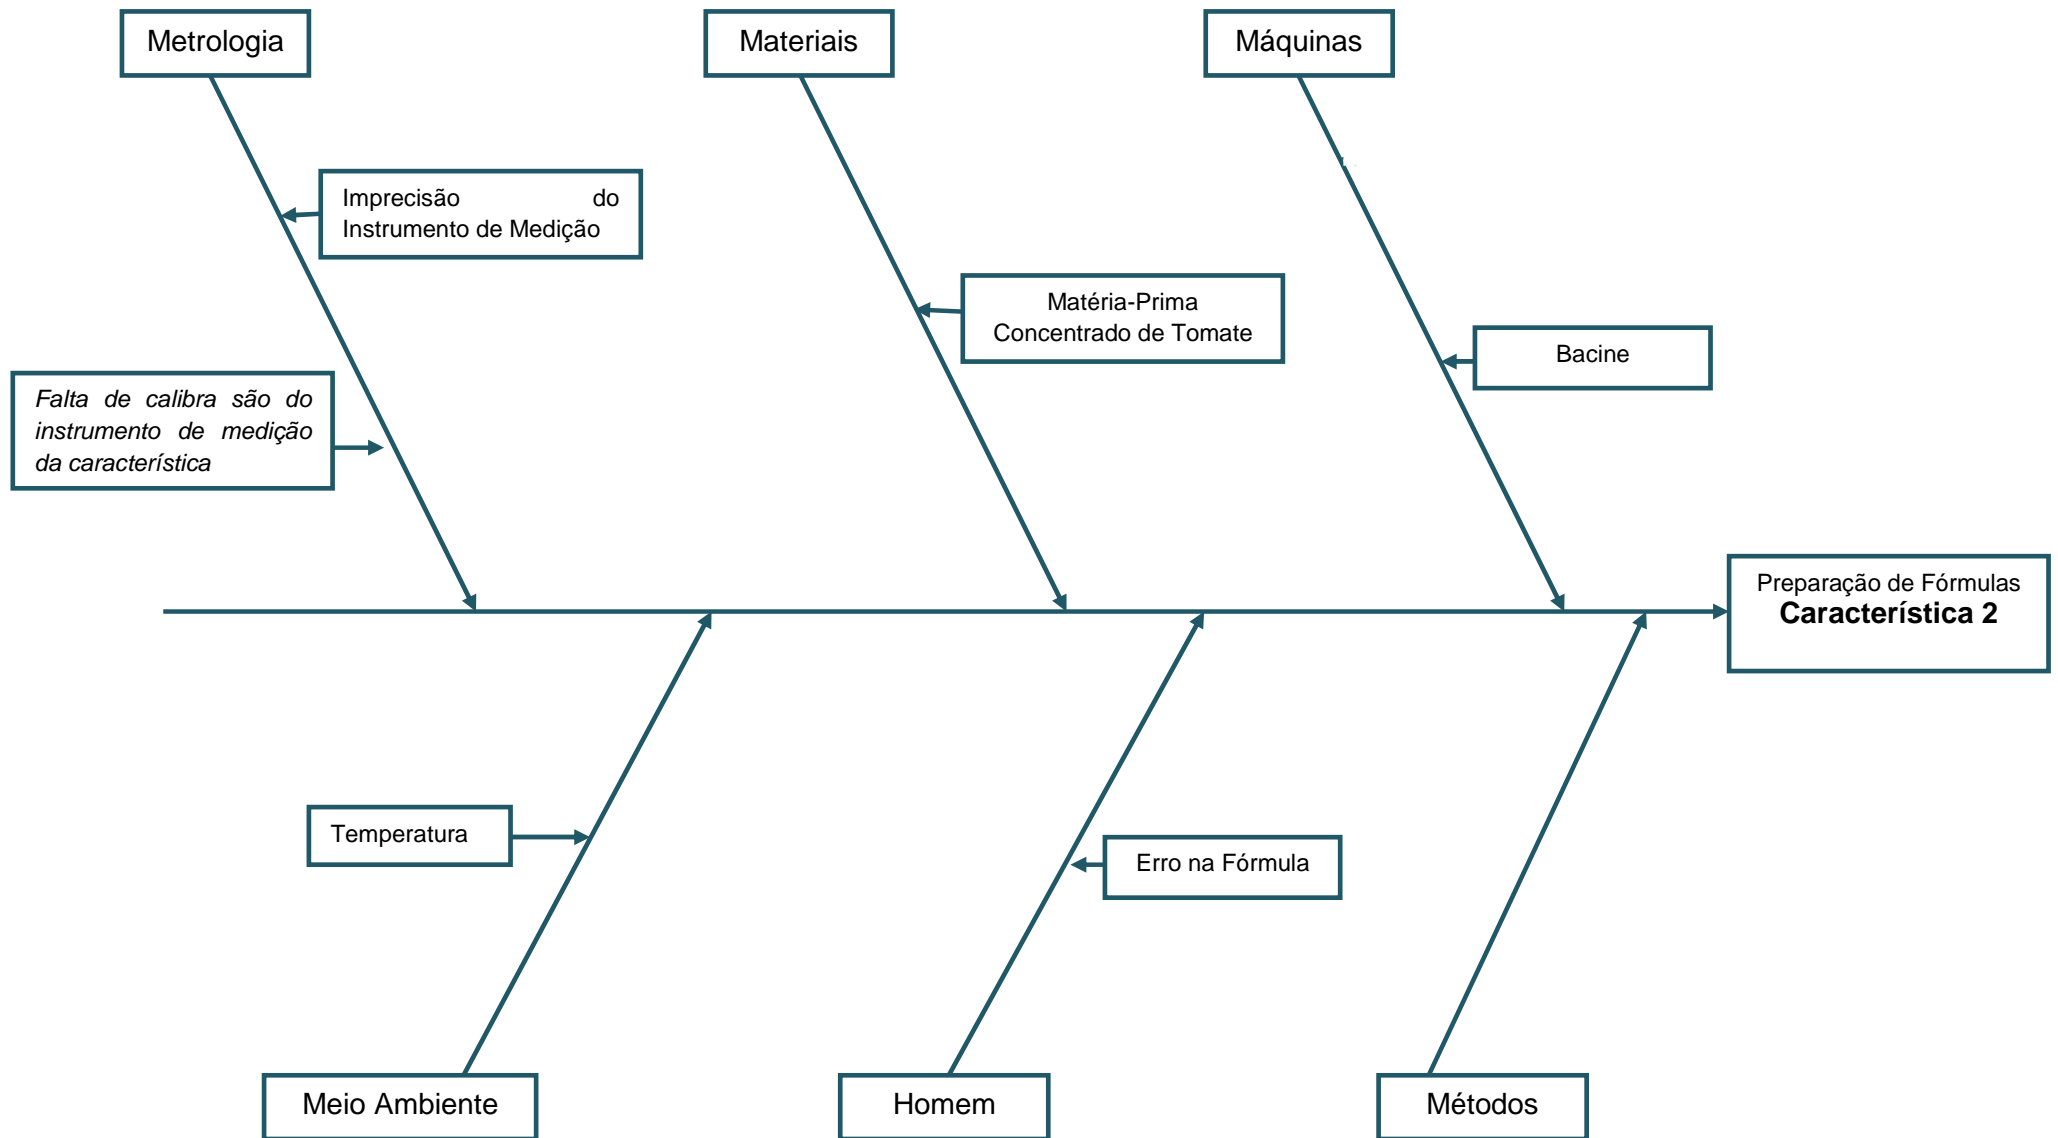 Metrologia
Materiais
Máquinas
Imprecisão do
Instrumento de Medição
Matéria-Prima
Concentrado de Tomate
Bacine
Falta de calibra são do
instrumento de medição
da característica
Preparação de Fórmulas
Característica 2
Temperatura
Erro na Fórmula
Meio Ambiente
Homem
Métodos